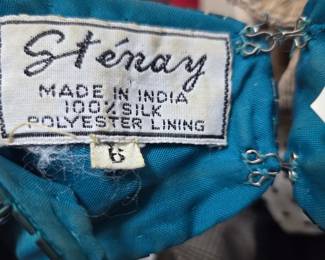 Sténay
MADE IN INDIA
100% SILK
POLYESTER LINING
6